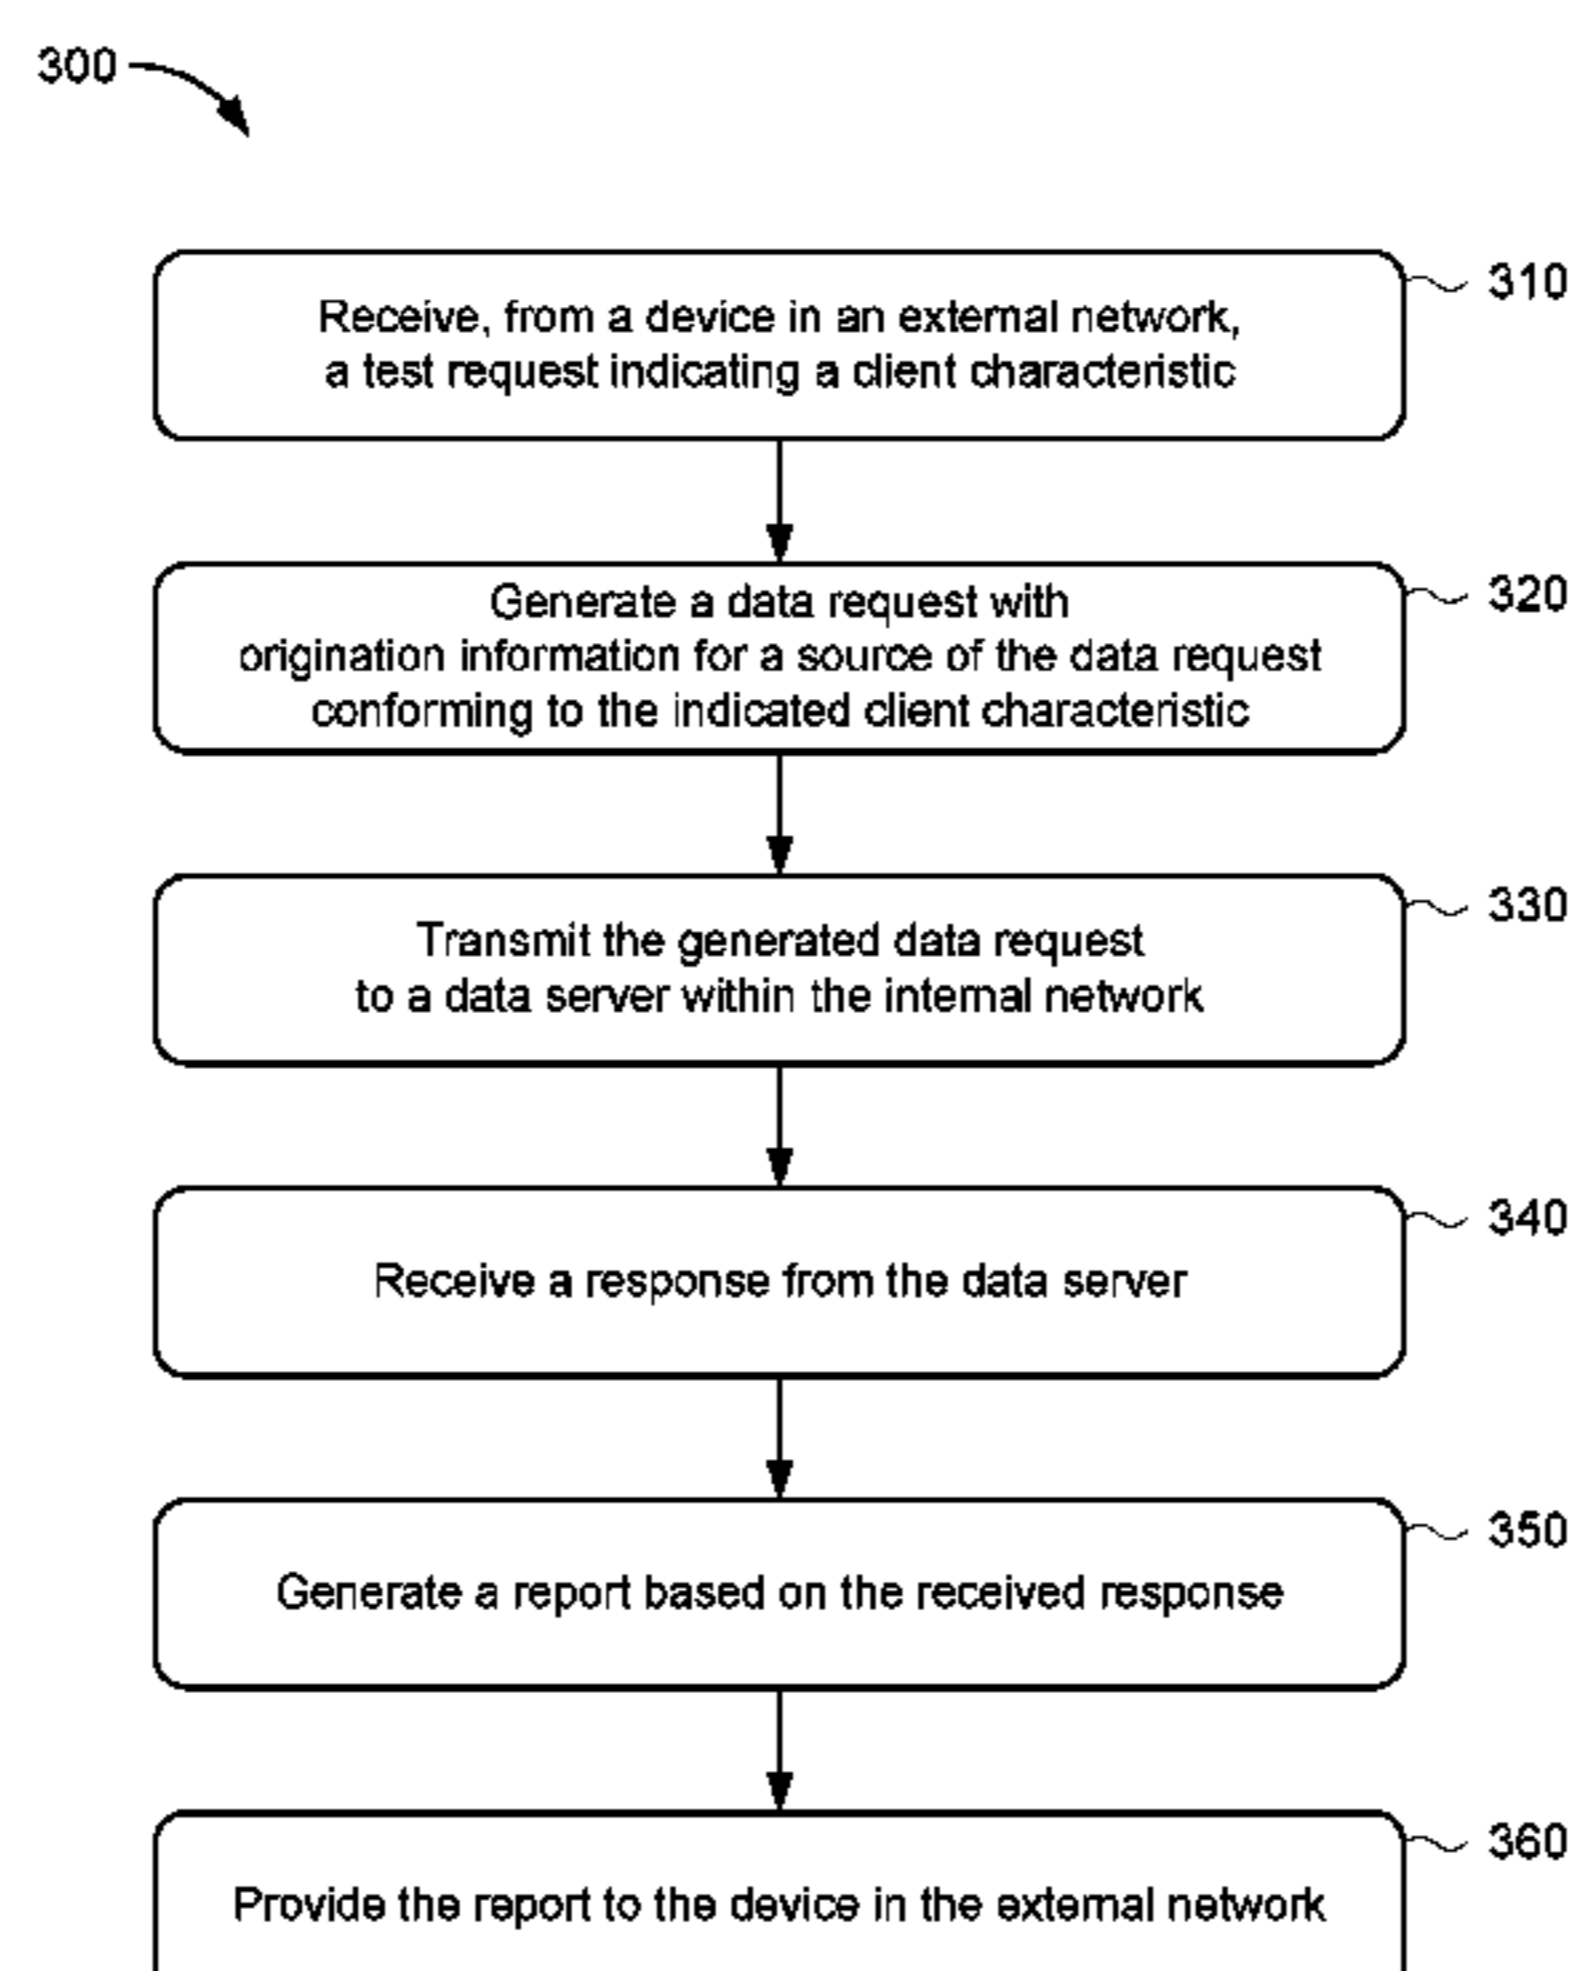 300
310
Receive, from a device in an external network,
a test request indicating a client characteristic
320
Generate a data request with
origination information for a source of the data request
conforming to the indicated client characteristic
330
Transmit the generated data request
to a data server within the internal network
340
Receive a response from the data server
350
Generate a report based on the received response
360
Provide the report to the device in the external network